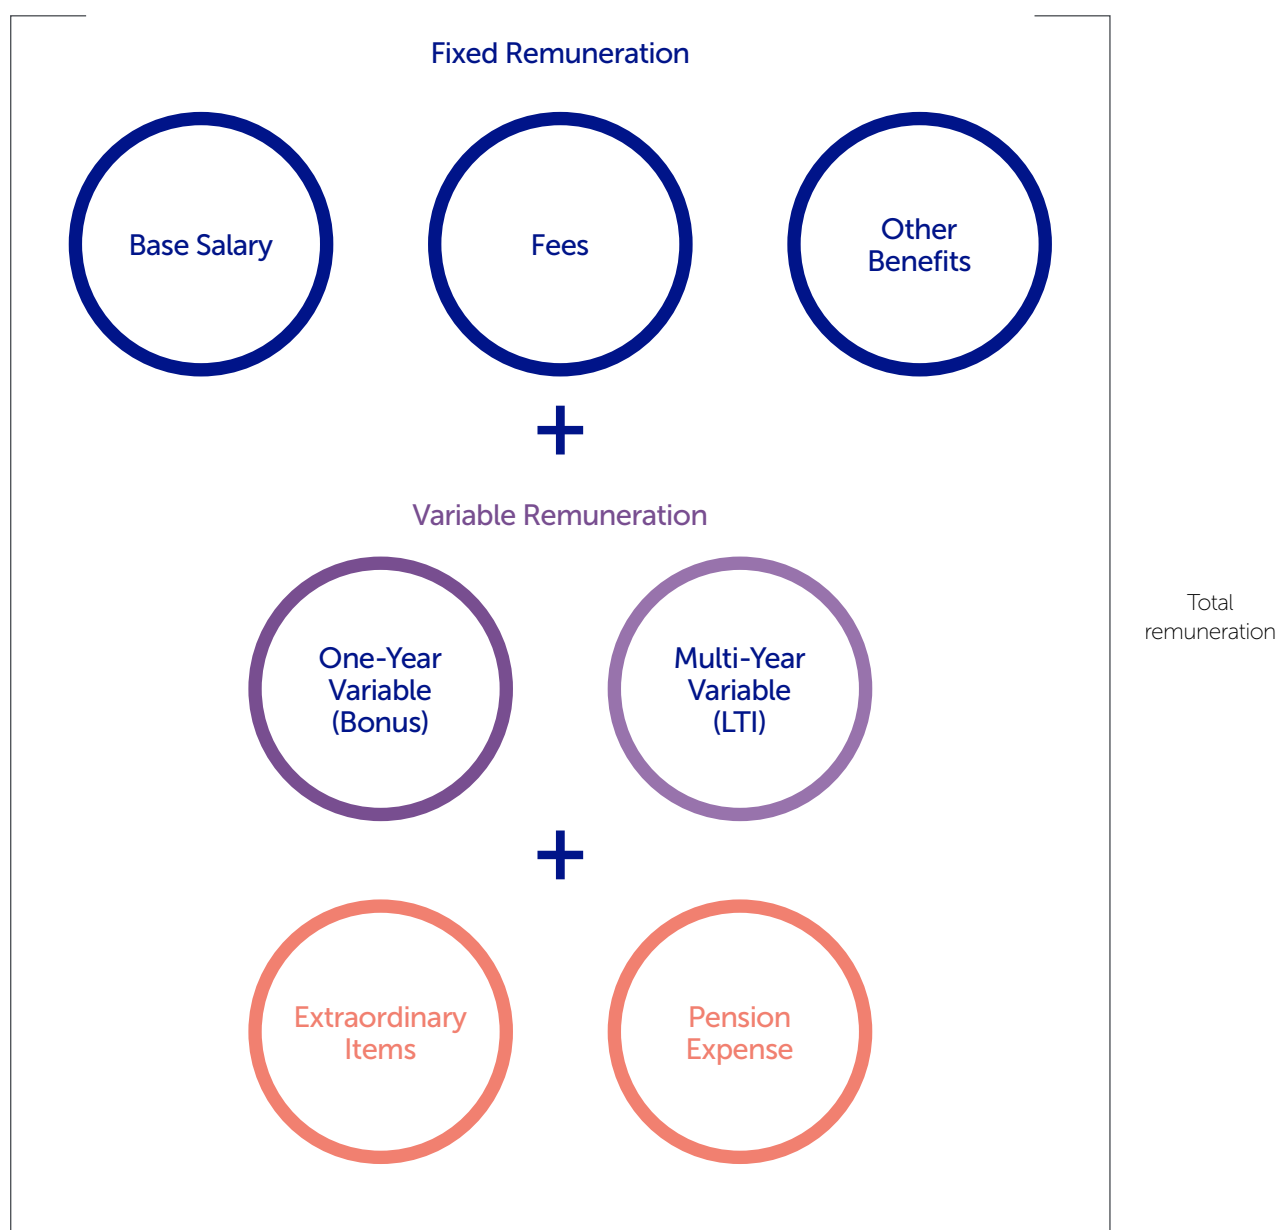 Fixed Remuneration
Base Salary
Fees
Other
Benefits
+
Variable Remuneration
One-Year
Variable
(Bonus)
Multi-Year
Variable
(LTI)
+
Extraordinary
Items
Pension
Expense
Total
remuneration